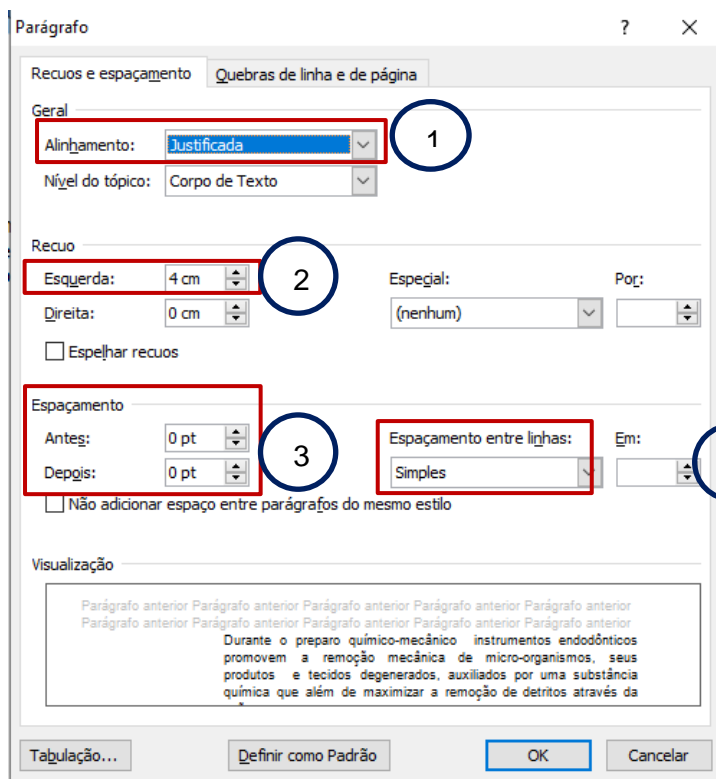 Parágrafo ?
Recuos e espaçamento Quebras de linha e de página
Geral
Alinhamento: Justificada 1
Nível do tópico: Corpo de Texto
Recuo
Esquerda: 4 cm 2 Especial: Por:
Direita: 0 cm (nenhum)
Espelhar recuos
Espaçamento
Antes: 0 pt 3 Espaçamento entre linhas: Em:
Depois: 0 pt Simples
Não adicionar espaço entre parágrafos do mesmo estilo
Visualização
Parágrafo anterior Parágrafo anterior Parágrafo anterior Parágrafo anterior Parágrafo anterior
Parágrafo anterior Parágrafo anterior Parágrafo anterior Parágrafo anterior Parágrafo anterior
Durante o preparo químico-mecânico instrumentos endodônticos
promovem a remoção mecânica de micro-organismos, seus
produtos e tecidos degenerados, auxiliados por uma substância
química que além de maximizar a remoção de detritos através da
Tabulação... Definir como Padrão OK Cancelar